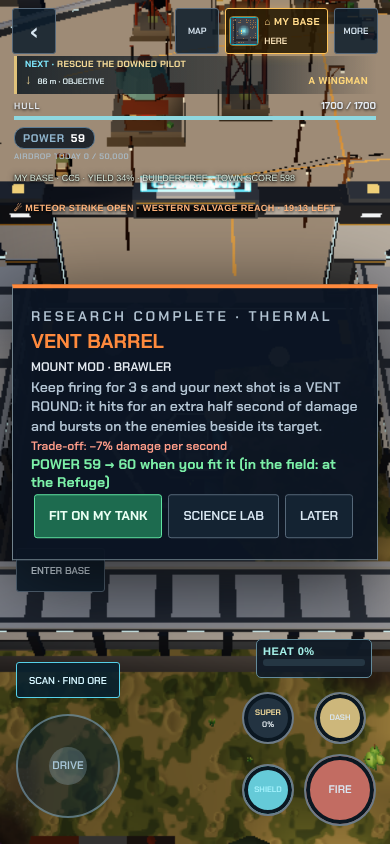 ‹
MAP
⌂ MY BASE
HERE
MORE
NEXT · RESCUE THE DOWNED PILOT
↓ 86 m · OBJECTIVE
A WINGMAN
HULL
1700 / 1700
POWER 59
AIRDROP TODAY 0 / 50,000
MY BASE · CC5 · YIELD 34% · BUILDER FREE · TOWN SCORE 598
COMMAND
☄ METEOR STRIKE OPEN · WESTERN SALVAGE REACH · 19:13 LEFT
RESEARCH COMPLETE · THERMAL
VENT BARREL
MOUNT MOD · BRAWLER
Keep firing for 3 s and your next shot is a VENT
ROUND: it hits for an extra half second of damage
and bursts on the enemies beside its target.
Trade-off: −7% damage per second
POWER 59 → 60 when you fit it (in the field: at
the Refuge)
FIT ON MY TANK
SCIENCE LAB
LATER
ENTER BASE
HEAT 0%
SCAN · FIND ORE
SUPER
0%
DASH
DRIVE
SHIELD
FIRE